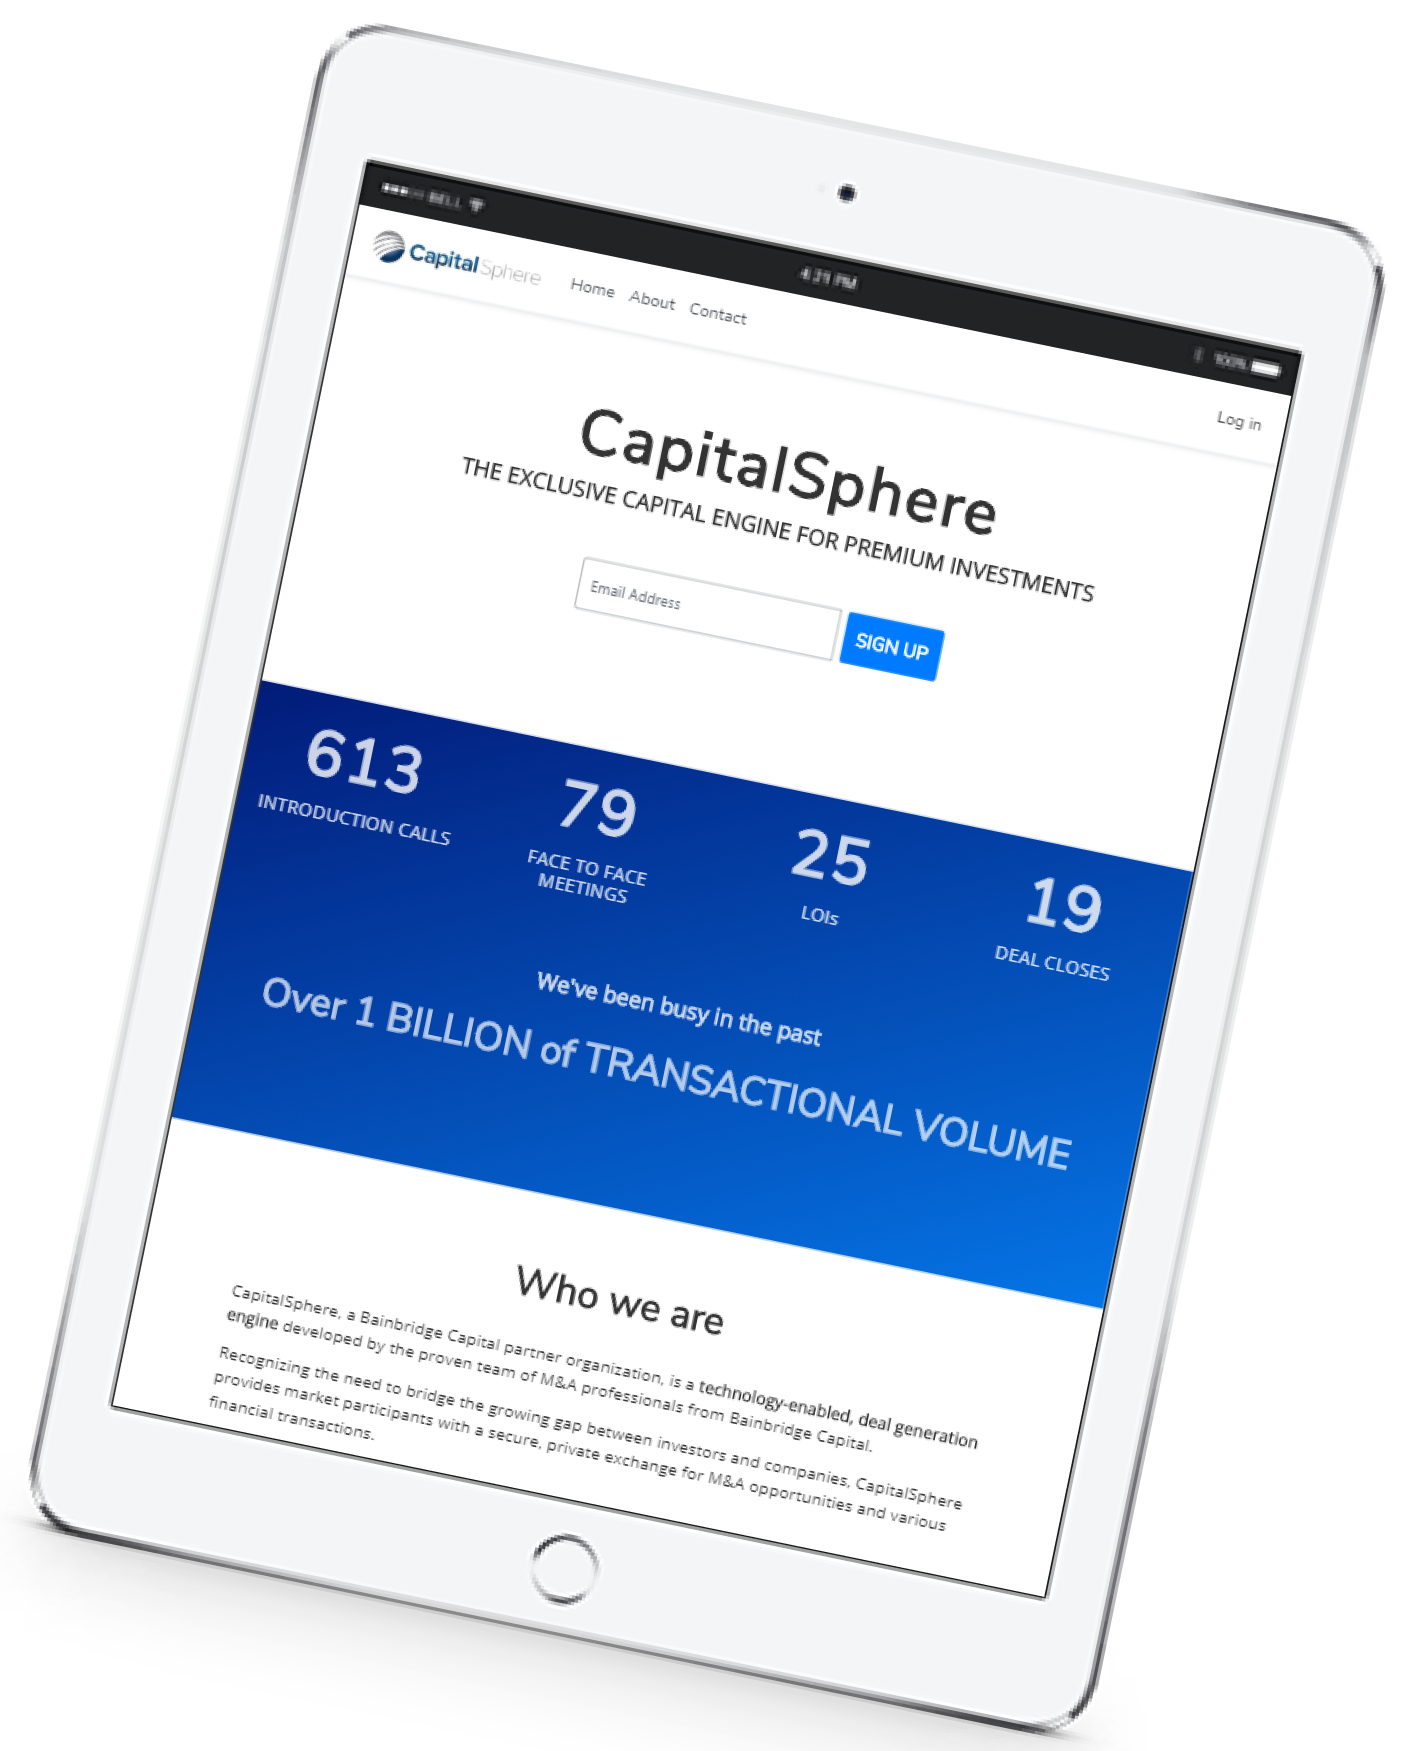 BELL
4:21 PM
100%
CapitalSphere
Home About Contact
Log in
CapitalSphere
THE EXCLUSIVE CAPITAL ENGINE FOR PREMIUM INVESTMENTS
Email Address
SIGN UP
613
INTRODUCTION CALLS
79
FACE TO FACE
MEETINGS
25
LOIs
19
DEAL CLOSES
We've been busy in the past
Over 1 BILLION of TRANSACTIONAL VOLUME
Who we are
CapitalSphere, a Bainbridge Capital partner organization, is a technology-enabled, deal generation
engine developed by the proven team of M&A professionals from Bainbridge Capital.
Recognizing the need to bridge the growing gap between investors and companies, CapitalSphere
provides market participants with a secure, private exchange for M&A opportunities and various
financial transactions.